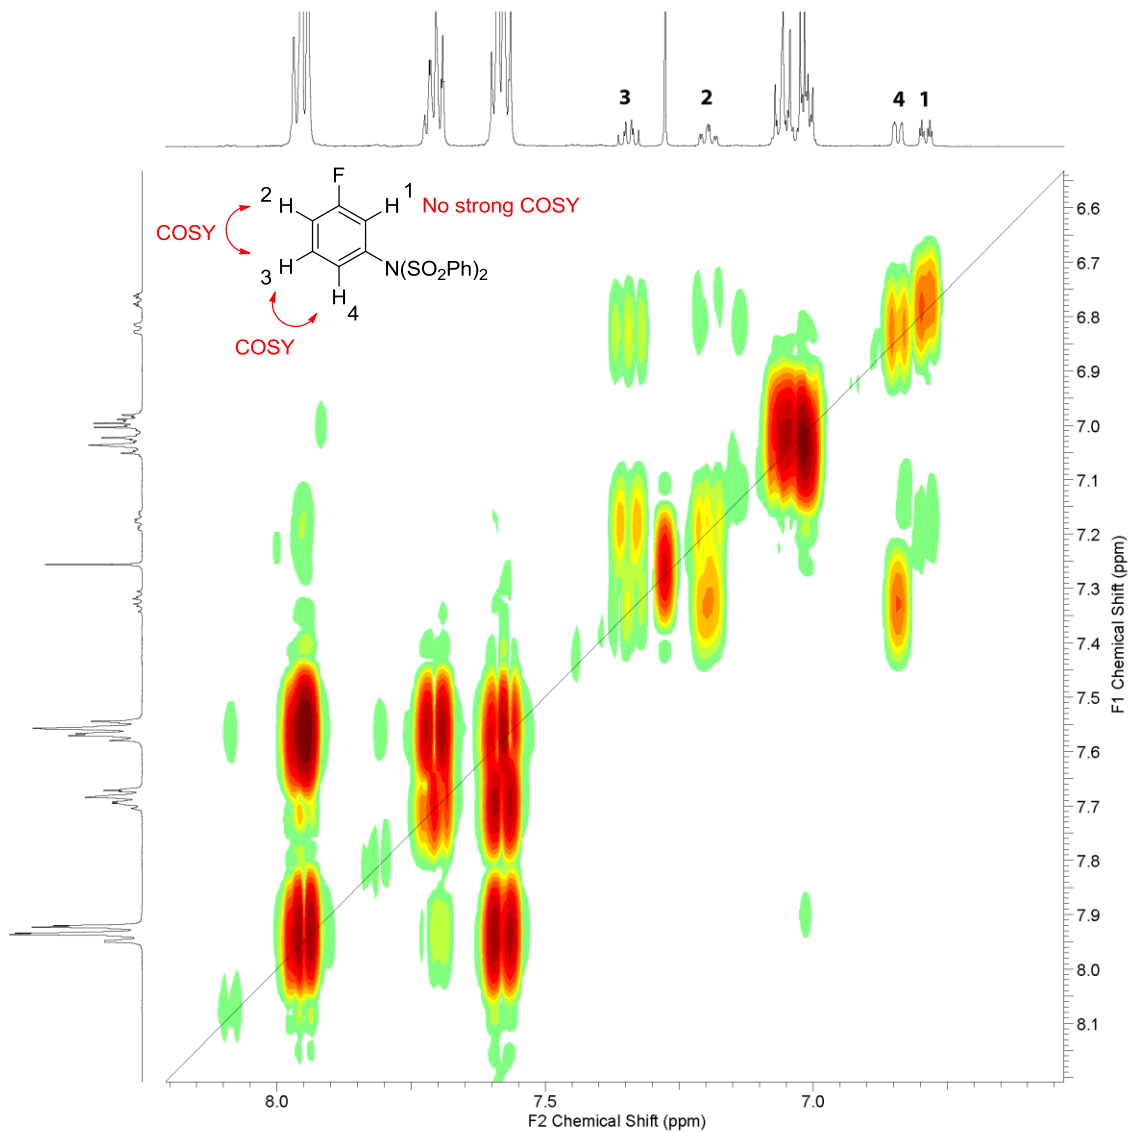 3 2 4 1
F
2 H H 1 No strong COSY
COSY
3 H N(SO2Ph)2
H 4
COSY
6.6
6.7
6.8
6.9
7.0
7.1
7.2
7.3
7.4
7.5
7.6
7.7
7.8
7.9
8.0
8.1
F1 Chemical Shift (ppm)
8.0 7.5 7.0
F2 Chemical Shift (ppm)